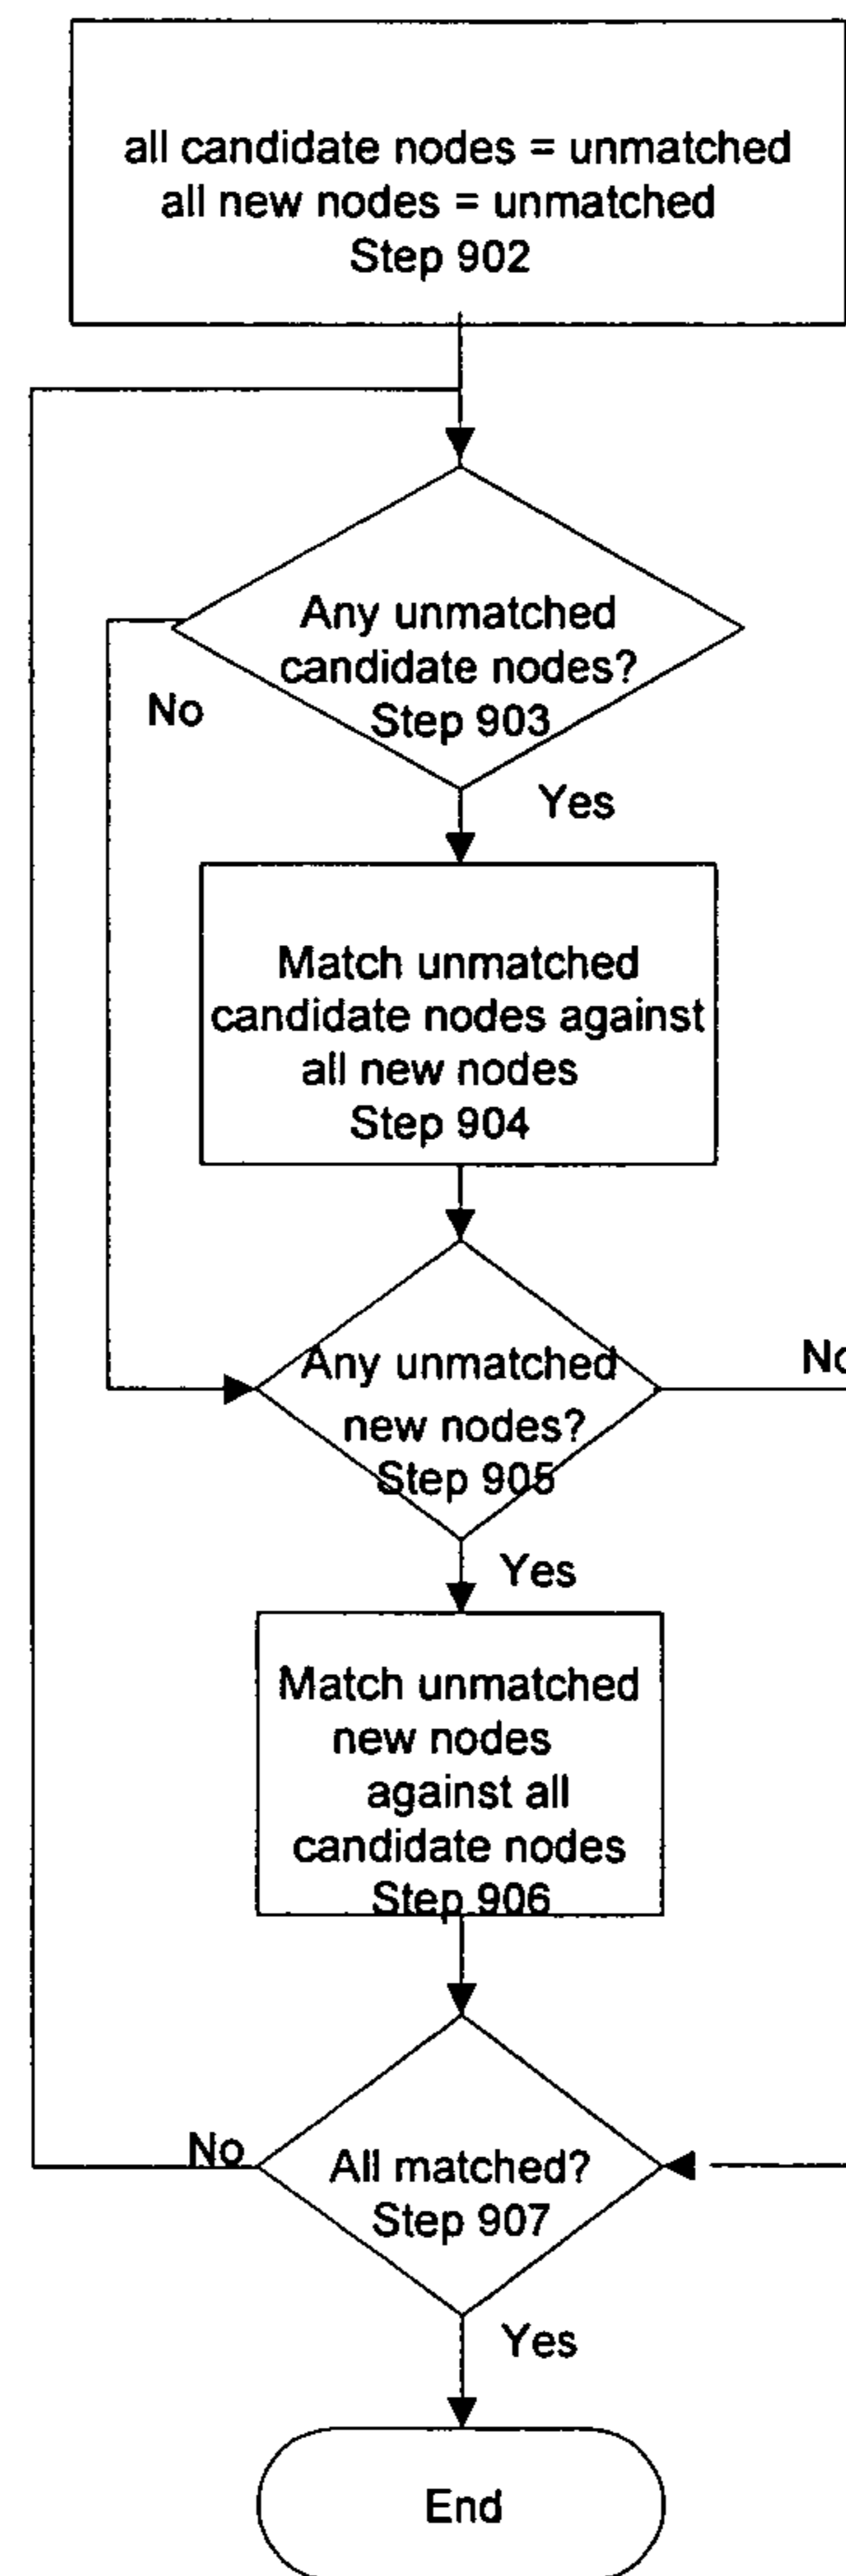 all candidate nodes = unmatched
all new nodes = unmatched
Step 902
Any unmatched
candidate nodes?
Step 903
No
Yes
Match unmatched
candidate nodes against
all new nodes
Step 904
Any unmatched
new nodes?
Step 905
No
Yes
Match unmatched
new nodes
against all
candidate nodes
Step 906
All matched?
Step 907
No
Yes
End